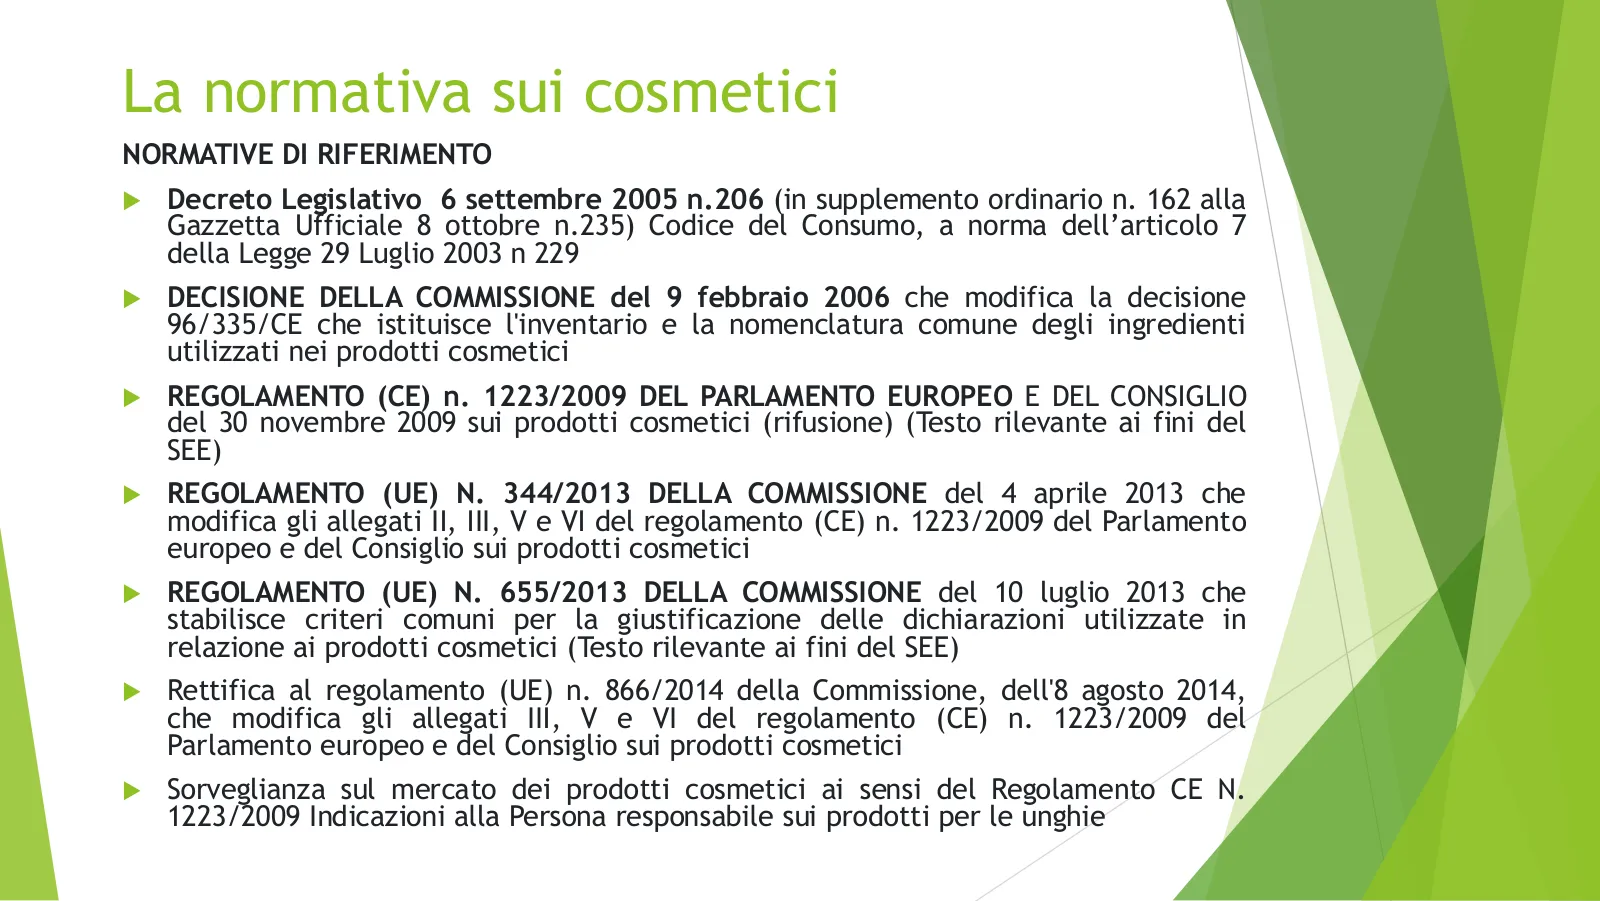 La normativa sui cosmetici
NORMATIVE DI RIFERIMENTO
Decreto Legislativo  6 settembre 2005 n.206 (in supplemento ordinario n. 162 alla
Gazzetta Ufficiale 8 ottobre n.235) Codice del Consumo, a norma dell’articolo 7
della Legge 29 Luglio 2003 n 229
DECISIONE DELLA COMMISSIONE del 9 febbraio 2006 che modifica la decisione
96/335/CE che istituisce l'inventario e la nomenclatura comune degli ingredienti
utilizzati nei prodotti cosmetici
REGOLAMENTO (CE) n. 1223/2009 DEL PARLAMENTO EUROPEO E DEL CONSIGLIO
del 30 novembre 2009 sui prodotti cosmetici (rifusione) (Testo rilevante ai fini del
SEE)
REGOLAMENTO (UE) N. 344/2013 DELLA COMMISSIONE del 4 aprile 2013 che
modifica gli allegati II, III, V e VI del regolamento (CE) n. 1223/2009 del Parlamento
europeo e del Consiglio sui prodotti cosmetici
REGOLAMENTO (UE) N. 655/2013 DELLA COMMISSIONE del 10 luglio 2013 che
stabilisce criteri comuni per la giustificazione delle dichiarazioni utilizzate in
relazione ai prodotti cosmetici (Testo rilevante ai fini del SEE)
Rettifica al regolamento (UE) n. 866/2014 della Commissione, dell'8 agosto 2014,
che modifica gli allegati III, V e VI del regolamento (CE) n. 1223/2009 del
Parlamento europeo e del Consiglio sui prodotti cosmetici
Sorveglianza sul mercato dei prodotti cosmetici ai sensi del Regolamento CE N.
1223/2009 Indicazioni alla Persona responsabile sui prodotti per le unghie